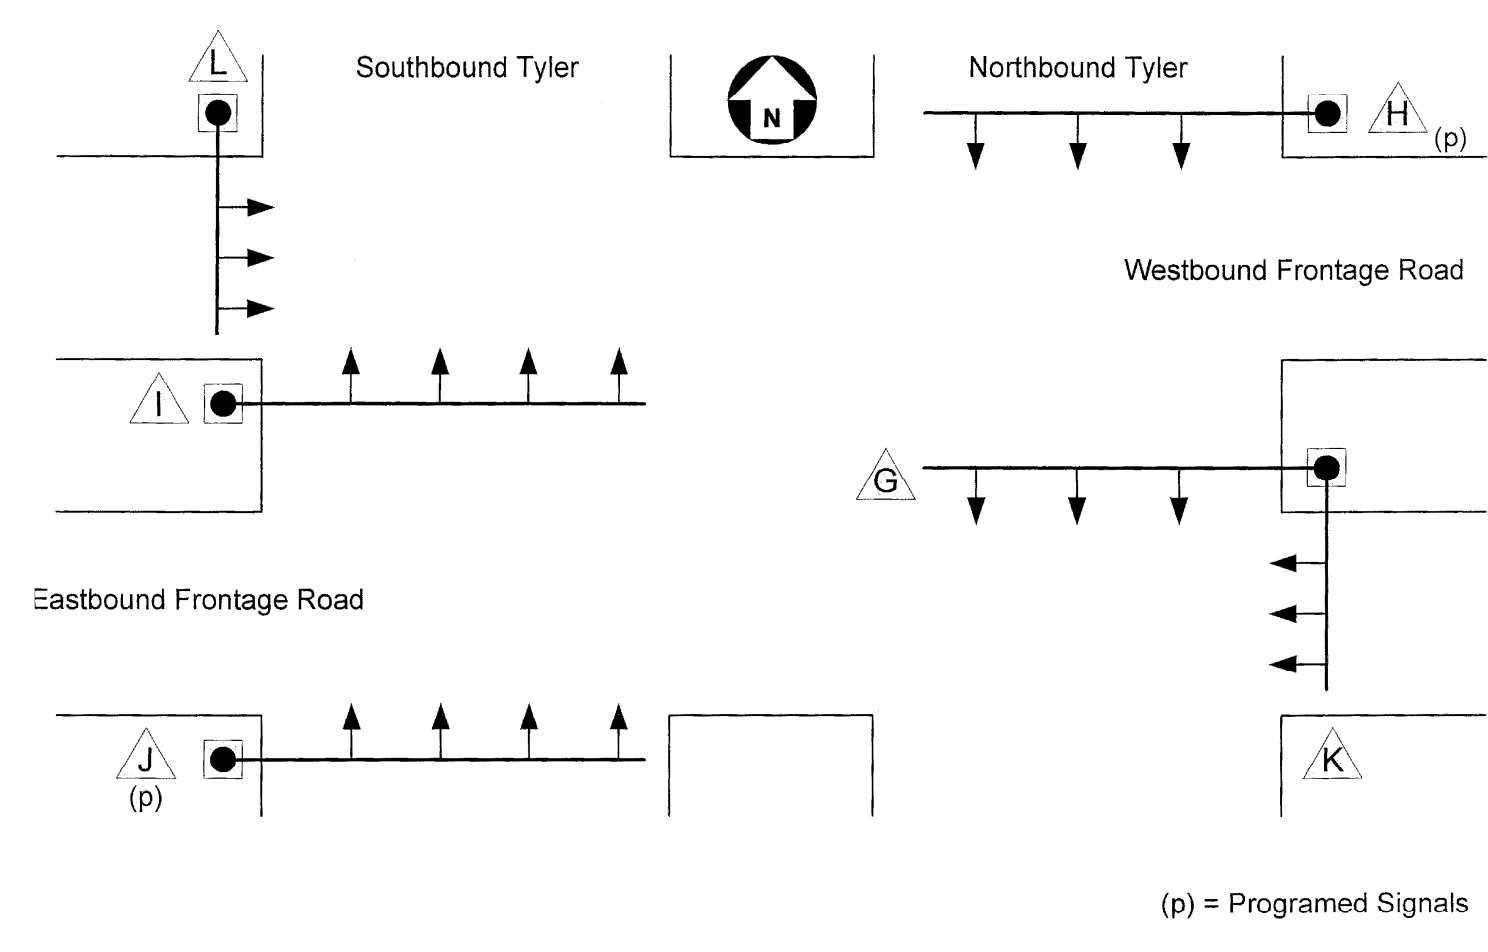 L
Southbound Tyler
N
Northbound Tyler
H
(p)
Westbound Frontage Road
I
G
Eastbound Frontage Road
J
(p)
K
(p) = Programed Signals